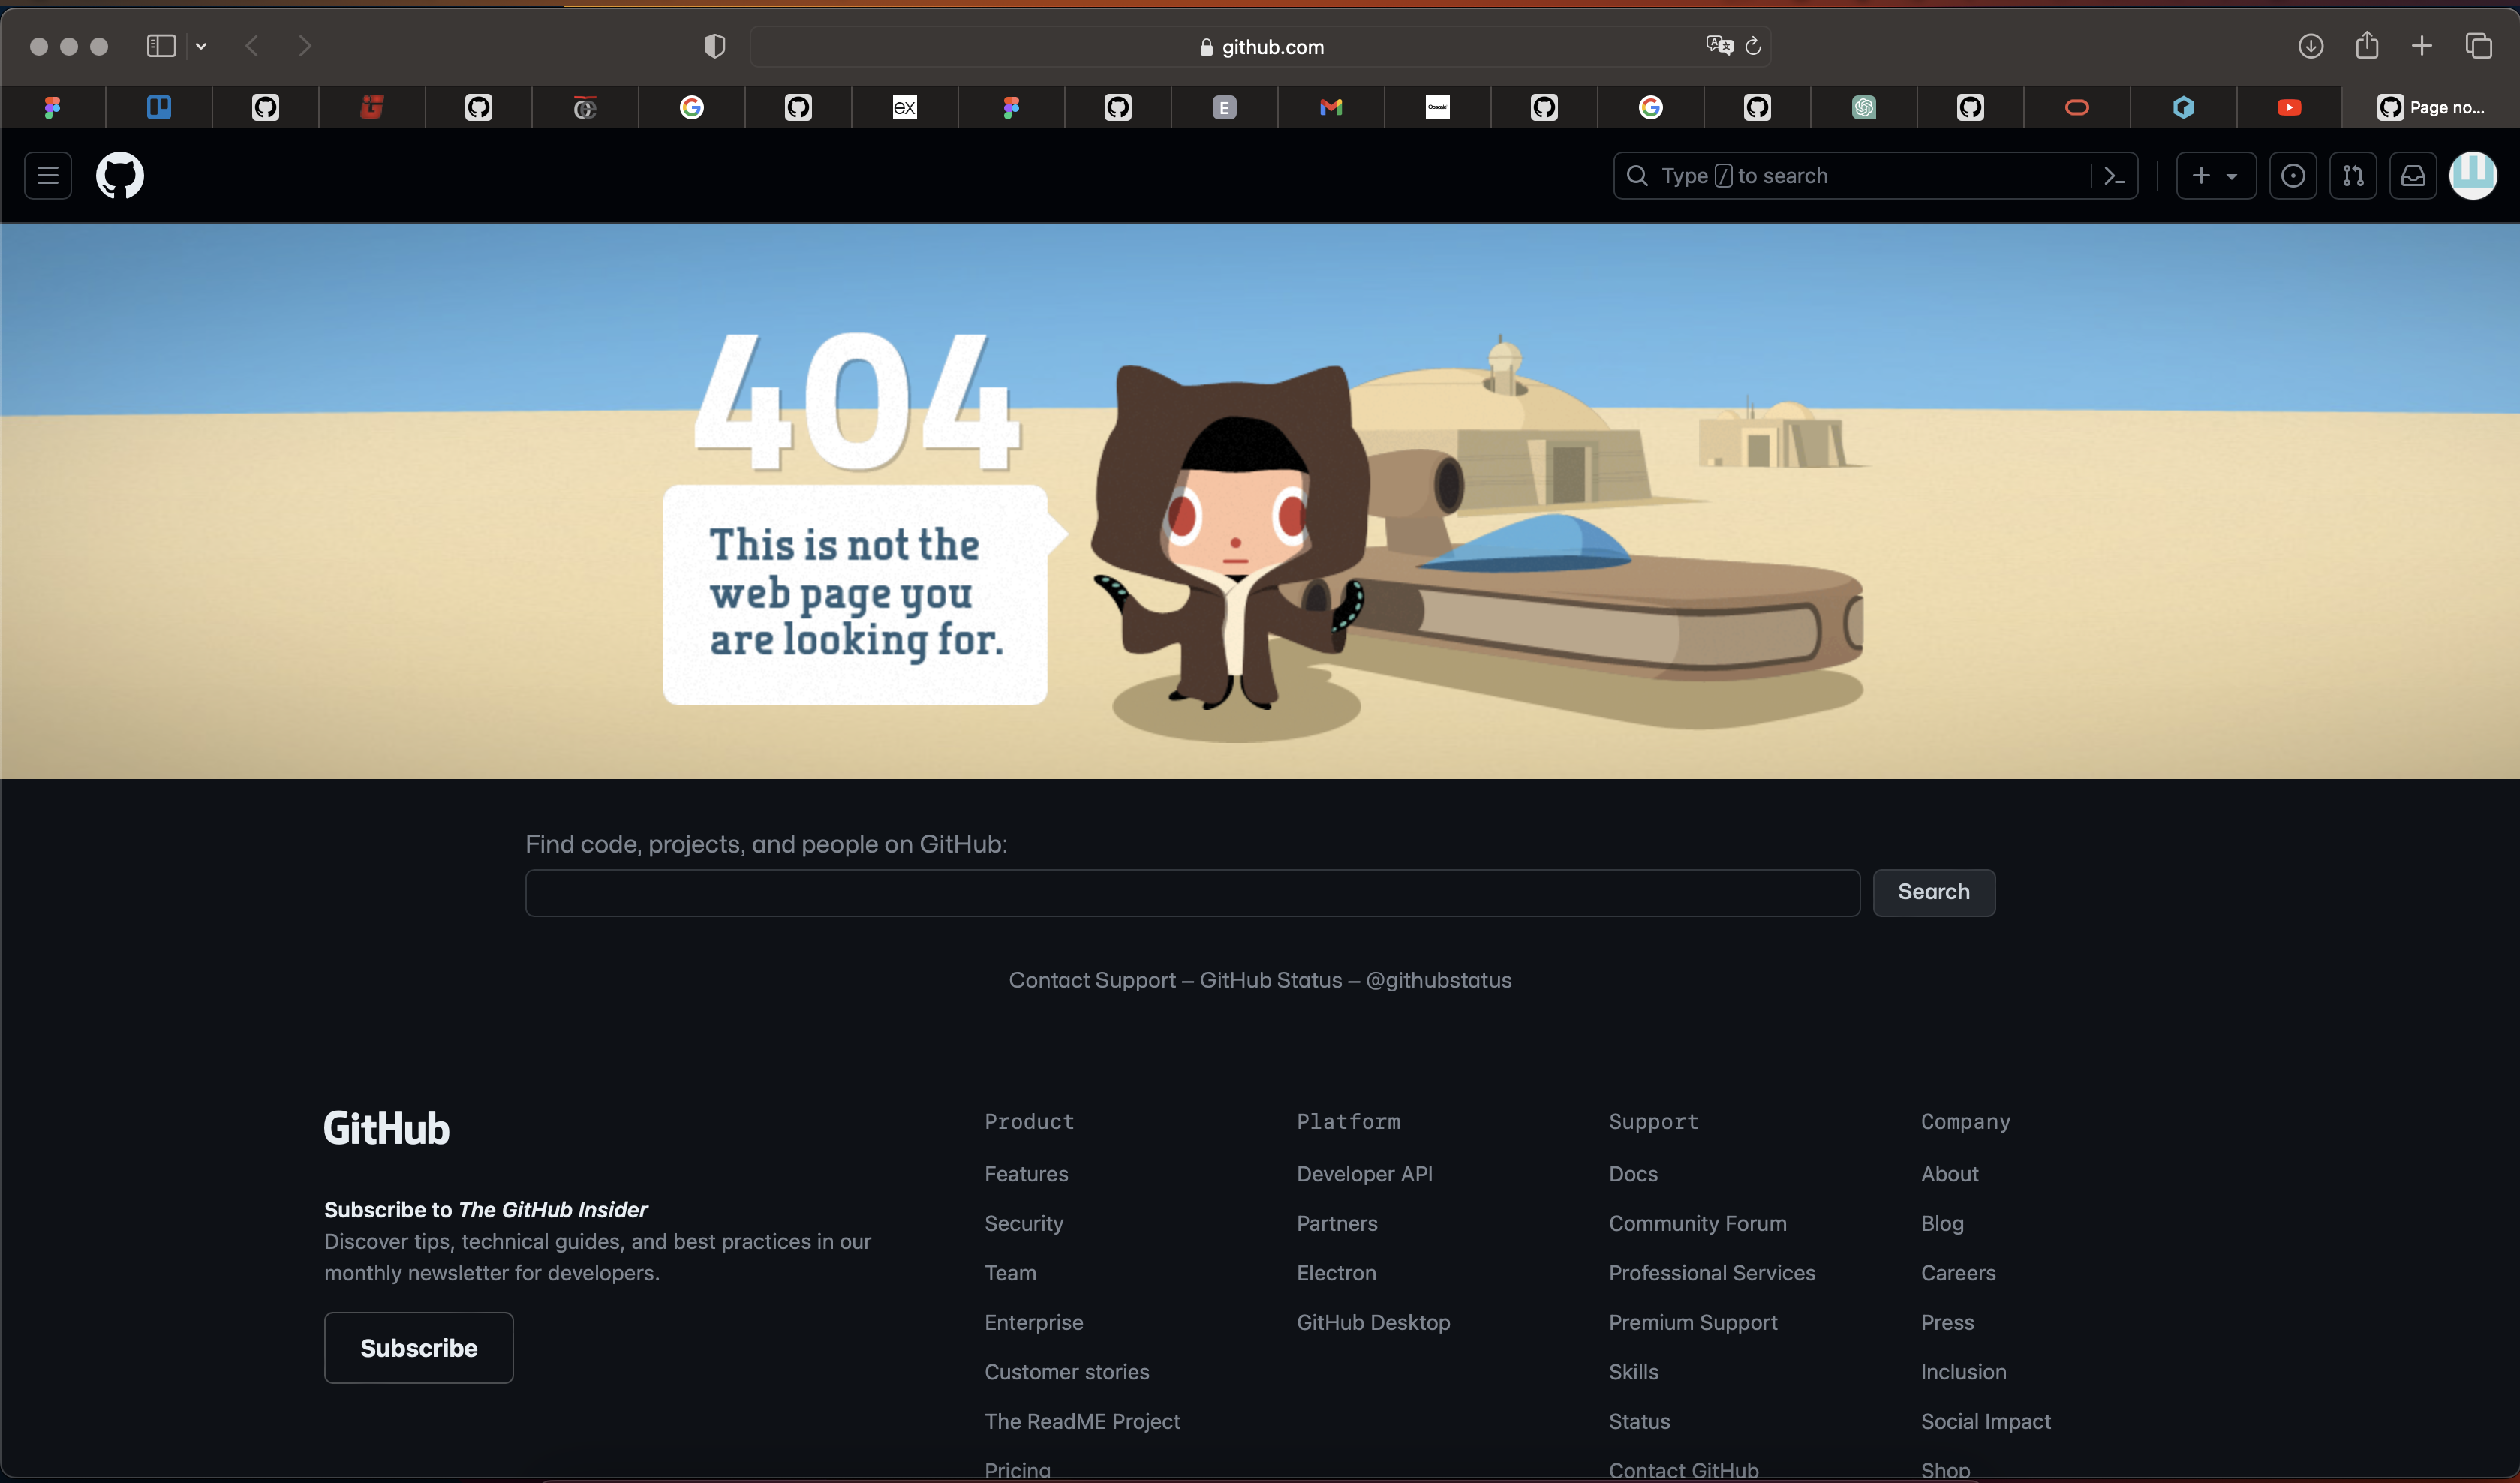 github.com
EX
E
Opscale
Page no...
Type / to search
404
This is not the
web page you
are looking for.
Find code, projects, and people on GitHub:
Search
Contact Support – GitHub Status – @githubstatus
GitHub
Subscribe to The GitHub Insider
Discover tips, technical guides, and best practices in our
monthly newsletter for developers.
Subscribe
Product
Features
Security
Team
Enterprise
Customer stories
The ReadME Project
Pricing
Platform
Developer API
Partners
Electron
GitHub Desktop
Support
Docs
Community Forum
Professional Services
Premium Support
Skills
Status
Contact GitHub
Company
About
Blog
Careers
Press
Inclusion
Social Impact
Shop